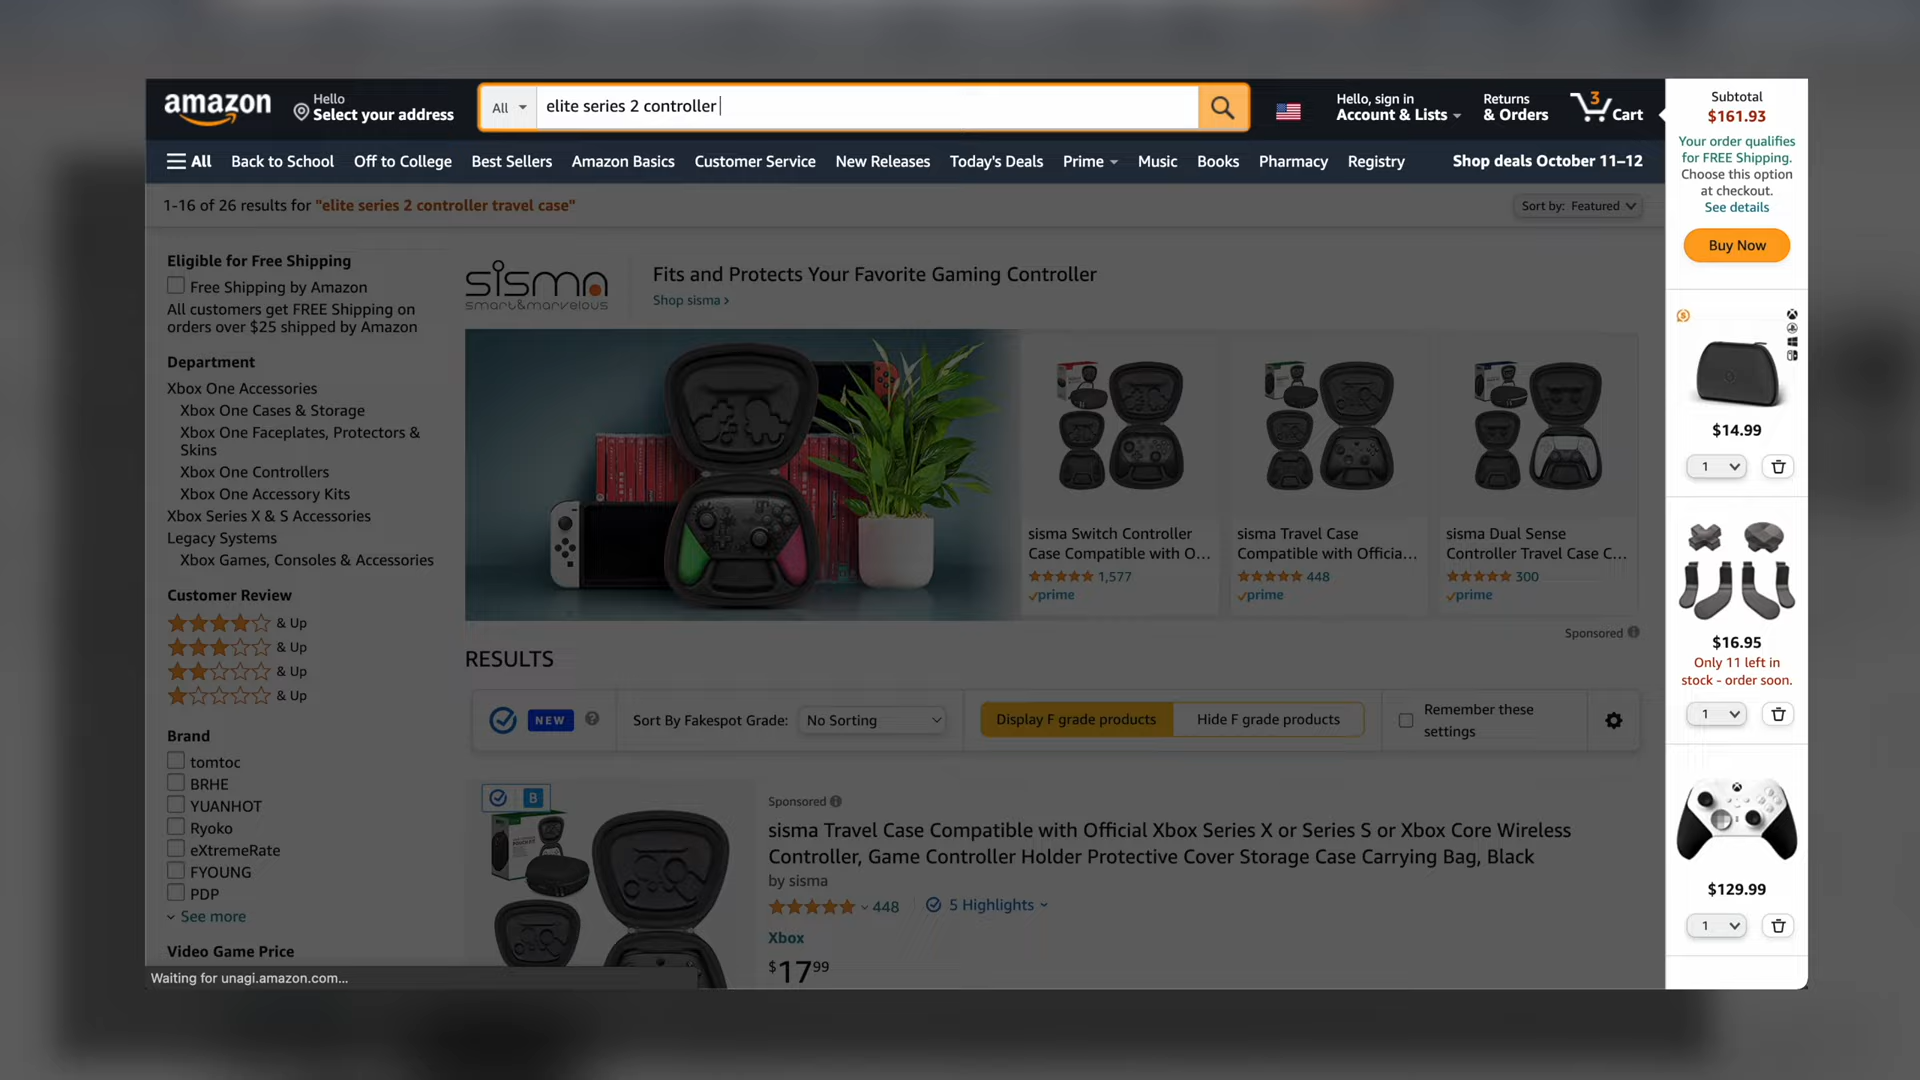 amazon
Hello
Select your address
All
elite series 2 controller
Hello, sign in
Account & Lists
Returns
& Orders
3
Cart
All
Back to School
Off to College
Best Sellers
Amazon Basics
Customer Service
New Releases
Today's Deals
Prime
Music
Books
Pharmacy
Registry
Shop deals October 11–12
1-16 of 26 results for "elite series 2 controller travel case"
Sort by: Featured
Eligible for Free Shipping
Free Shipping by Amazon
All customers get FREE Shipping on
orders over $25 shipped by Amazon
Department
Xbox One Accessories
Xbox One Cases & Storage
Xbox One Faceplates, Protectors &
Skins
Xbox One Controllers
Xbox One Accessory Kits
Xbox Series X & S Accessories
Legacy Systems
Xbox Games, Consoles & Accessories
Customer Review
& Up
& Up
& Up
& Up
Brand
tomtoc
BRHE
YUANHOT
Ryoko
eXtremeRate
FYOUNG
PDP
See more
Video Game Price
Waiting for unagi.amazon.com...
sisma
smart&marvelous
Fits and Protects Your Favorite Gaming Controller
Shop sisma ›
sisma Switch Controller
Case Compatible with O...
1,577
prime
sisma Travel Case
Compatible with Officia...
448
prime
sisma Dual Sense
Controller Travel Case C...
300
prime
Sponsored
RESULTS
NEW
Sort By Fakespot Grade:
No Sorting
Display F grade products
Hide F grade products
Remember these
settings
B
Sponsored
sisma Travel Case Compatible with Official Xbox Series X or Series S or Xbox Core Wireless
Controller, Game Controller Holder Protective Cover Storage Case Carrying Bag, Black
by sisma
448
5 Highlights
Xbox
$17 99
Subtotal
$161.93
Your order qualifies
for FREE Shipping.
Choose this option
at checkout.
See details
Buy Now
$14.99
1
$16.95
Only 11 left in
stock - order soon.
1
$129.99
1